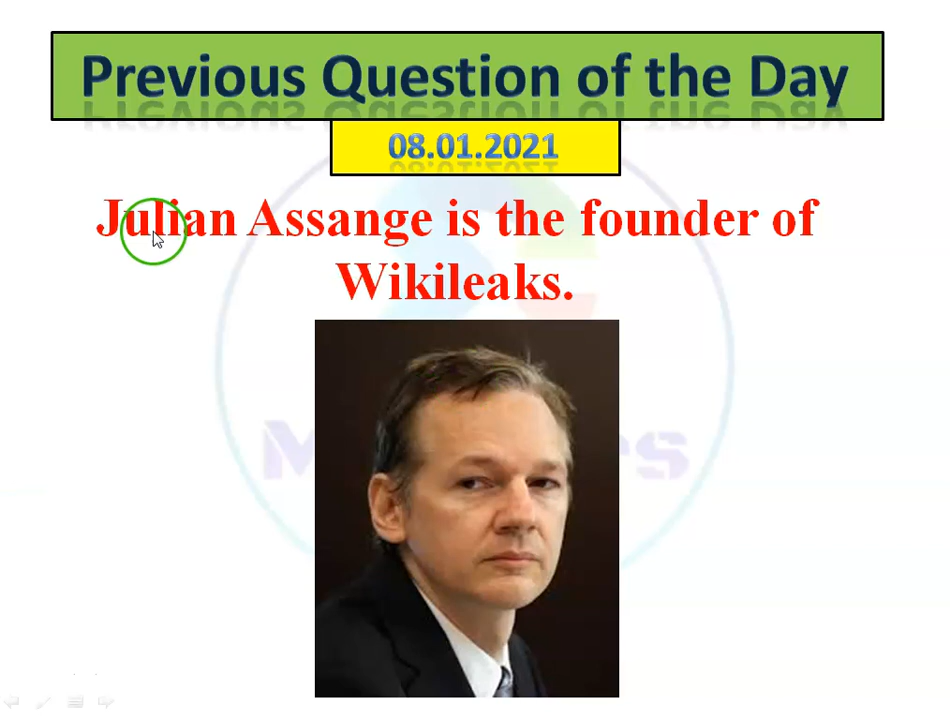 Previous Question of the Day
08.01.2021
Julian Assange is the founder of
Wikileaks.